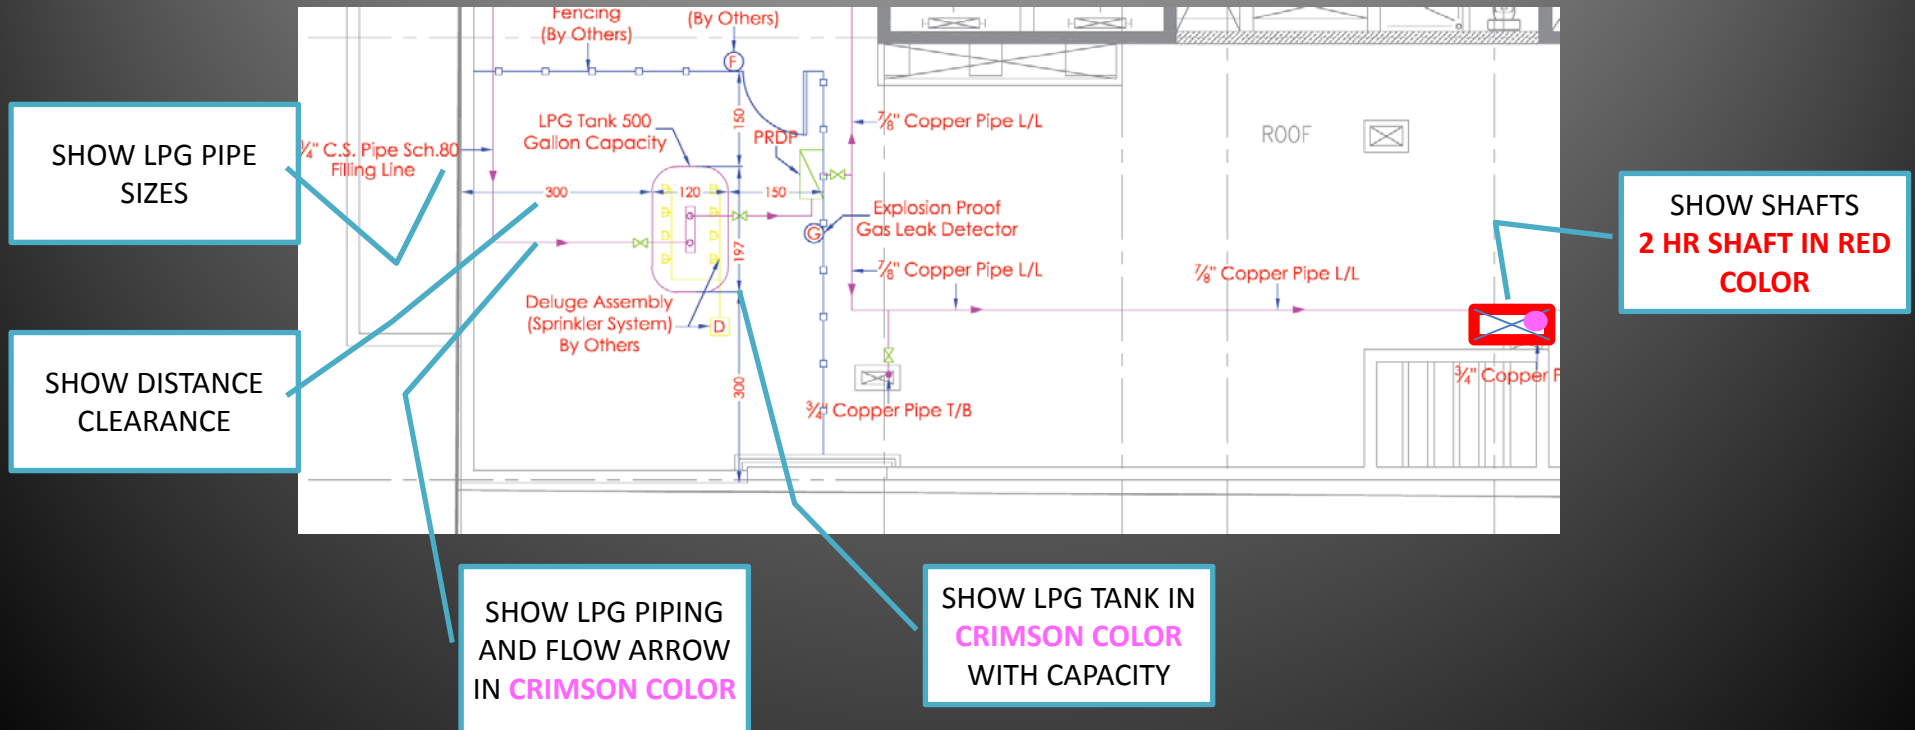 Fencing
(By Others)
(By Others)
F
LPG Tank 500
Gallon Capacity
150
PRDP
⅞" Copper Pipe L/L
ROOF
¼" C.S. Pipe Sch.80
Filling Line
300
120
150
Explosion Proof
Gas Leak Detector
G
197
⅞" Copper Pipe L/L
⅞" Copper Pipe L/L
Deluge Assembly
(Sprinkler System)
By Others
D
300
¾" Copper Pipe T/B
¾" Copper
SHOW LPG PIPE
SIZES
SHOW DISTANCE
CLEARANCE
SHOW LPG PIPING
AND FLOW ARROW
IN CRIMSON COLOR
SHOW LPG TANK IN
CRIMSON COLOR
WITH CAPACITY
SHOW SHAFTS
2 HR SHAFT IN RED
COLOR